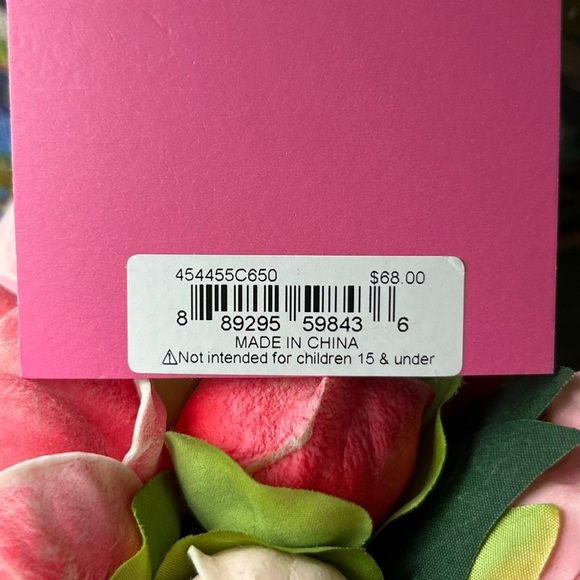 454455C650 $68.00
8 89295 59843 6
MADE IN CHINA
⚠Not intended for children 15 & under